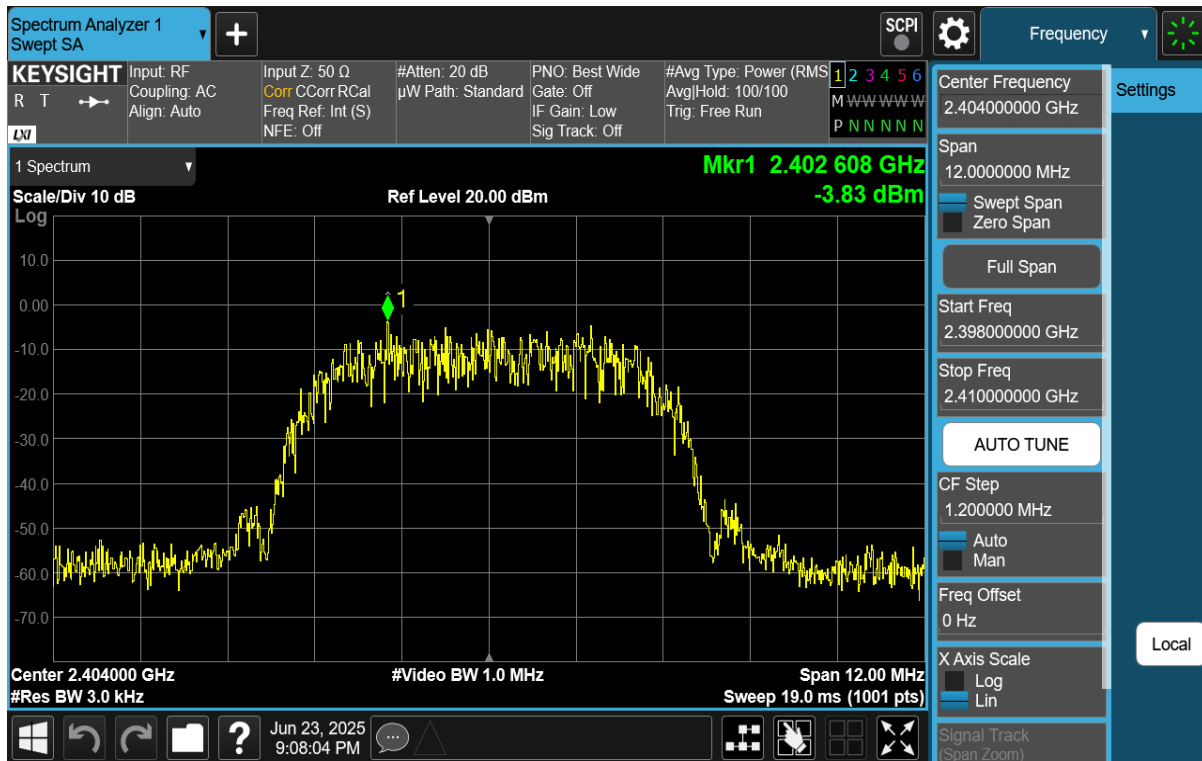 Spectrum Analyzer 1
Swept SA
+
SCPI
Frequency
KEYSIGHT
R T
LXI
Input: RF
Coupling: AC
Align: Auto
Input Z: 50 Ω
Corr CCorr RCal
Freq Ref: Int (S)
NFE: Off
#Atten: 20 dB
µW Path: Standard
PNO: Best Wide
Gate: Off
IF Gain: Low
Sig Track: Off
#Avg Type: Power (RMS
Avg|Hold: 100/100
Trig: Free Run
1 2 3 4 5 6
M W W W W W
P N N N N N
1 Spectrum
Mkr1 2.402 608 GHz
Scale/Div 10 dB
Ref Level 20.00 dBm
-3.83 dBm
Log
10.0
0.00
-10.0
-20.0
-30.0
-40.0
-50.0
-60.0
-70.0
1
Center 2.404000 GHz
#Video BW 1.0 MHz
Span 12.00 MHz
#Res BW 3.0 kHz
Sweep 19.0 ms (1001 pts)
?
Jun 23, 2025
9:08:04 PM
Center Frequency
2.404000000 GHz
Span
12.0000000 MHz
Swept Span
Zero Span
Full Span
Start Freq
2.398000000 GHz
Stop Freq
2.410000000 GHz
AUTO TUNE
CF Step
1.200000 MHz
Auto
Man
Freq Offset
0 Hz
X Axis Scale
Log
Lin
Signal Track
(Span Zoom)
Settings
Local